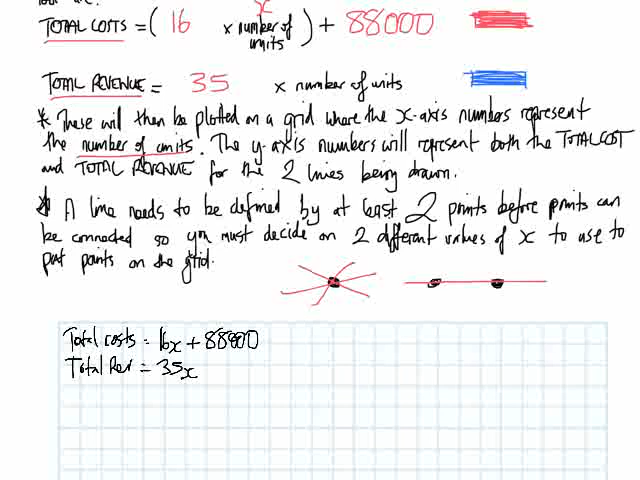 x
TOTAL COSTS = ( 16 x number of units ) + 88000
TOTAL REVENUE = 35 x number of units
* These will then be plotted on a grid where the x-axis numbers represent
the number of units. The y-axis numbers will represent both the TOTAL COST
and TOTAL REVENUE for the 2 lines being drawn.
* A line needs to be defined by at least 2 points before points can
be connected so you must decide on 2 different values of x to use to
put points on the grid.
Total costs = 16x + 88000
Total Rev = 35x